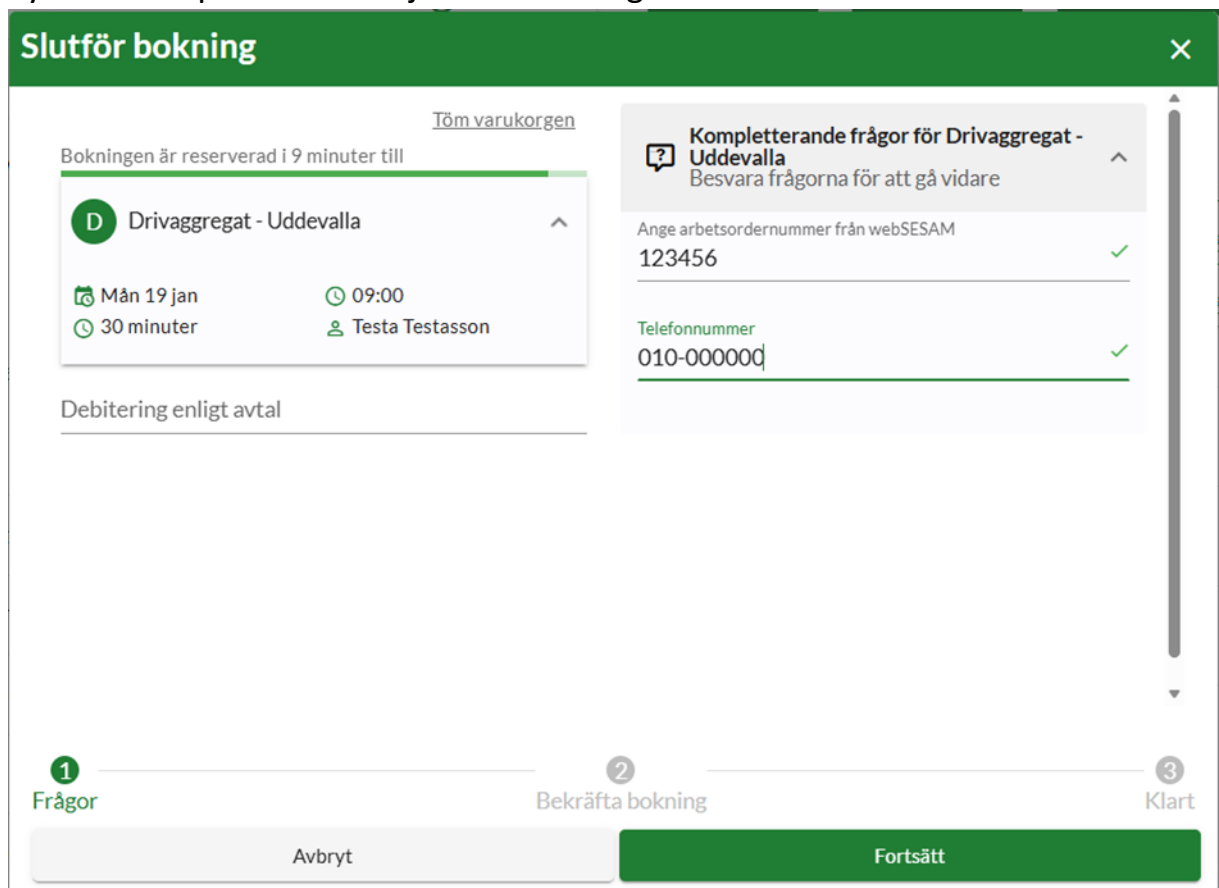 Slutför bokning
Töm varukorgen
Bokningen är reserverad i 9 minuter till
D Drivaggregat - Uddevalla
Mån 19 jan 09:00
30 minuter Testa Testasson
Debitering enligt avtal
Kompletterande frågor för Drivaggregat -
Uddevalla
Besvara frågorna för att gå vidare
Ange arbetsordernummer från webSESAM
123456
Telefonnummer
010-000000
1 2 3
Frågor Bekräfta bokning Klart
Avbryt Fortsätt